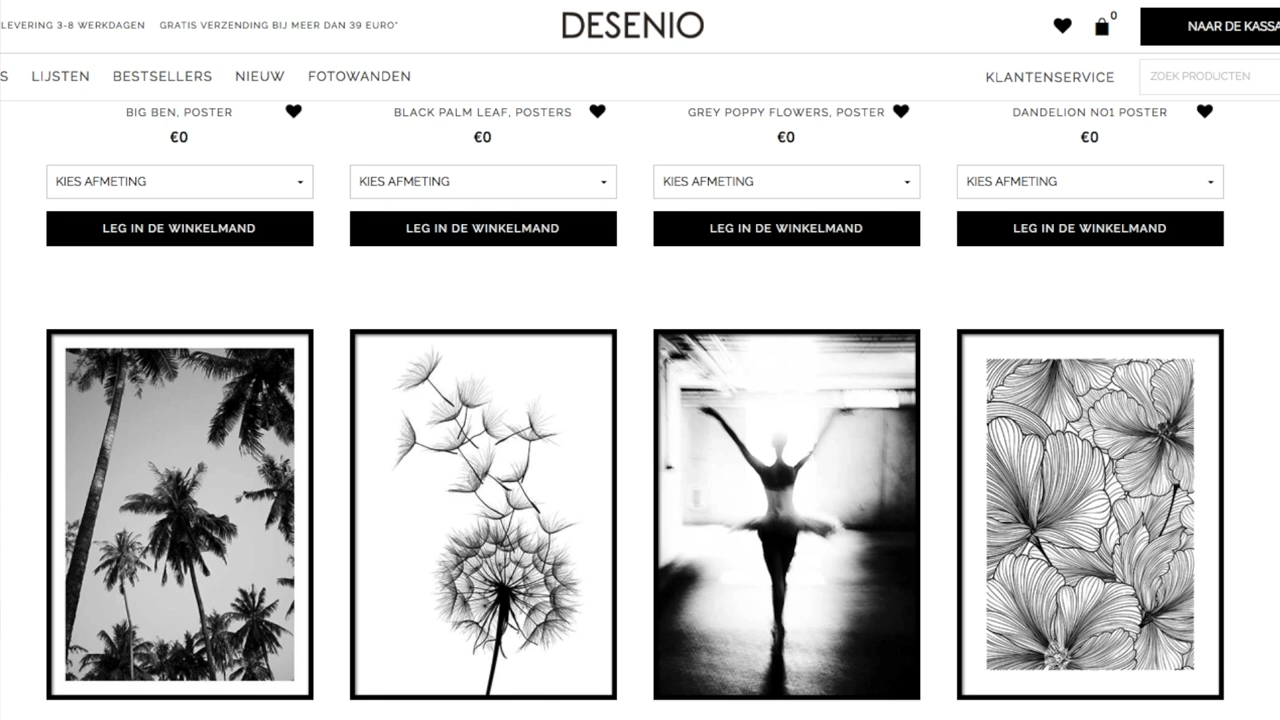 LEVERING 3-8 WERKDAGEN GRATIS VERZENDING BIJ MEER DAN 39 EURO*
DESENIO
0
NAAR DE KASSA
S LIJSTEN BESTSELLERS NIEUW FOTOWANDEN
KLANTENSERVICE
ZOEK PRODUCTEN
BIG BEN, POSTER
BLACK PALM LEAF, POSTERS
GREY POPPY FLOWERS, POSTER
DANDELION NO1 POSTER
€0
€0
€0
€0
KIES AFMETING
KIES AFMETING
KIES AFMETING
KIES AFMETING
LEG IN DE WINKELMAND
LEG IN DE WINKELMAND
LEG IN DE WINKELMAND
LEG IN DE WINKELMAND